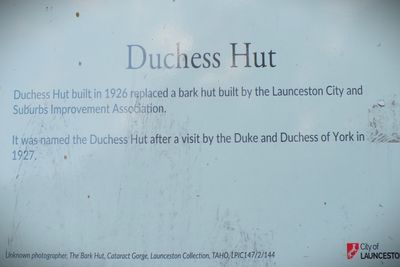 Duchess Hut
Duchess Hut built in 1926 replaced a bark hut built by the Launceston City and
Suburbs Improvement Association.
It was named the Duchess Hut after a visit by the Duke and Duchess of York in
1927.
Unknown photographer, The Bark Hut, Cataract Gorge, Launceston Collection, TAHO, LPIC147/2/144
City of
LAUNCESTON